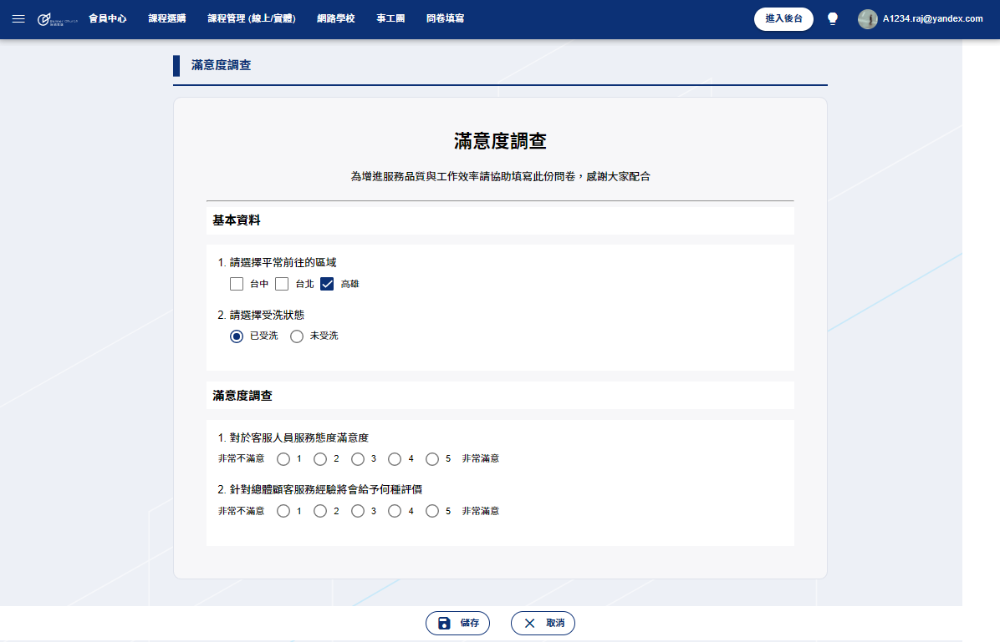 會員中心 課程選購 課程管理 (線上/實體) 網路學校 事工團 問卷填寫 進入後台 A1234.raj@yandex.com
滿意度調查
滿意度調查
為增進服務品質與工作效率請協助填寫此份問卷，感謝大家配合
基本資料
1. 請選擇平常前往的區域
台中 台北 高雄
2. 請選擇受洗狀態
已受洗 未受洗
滿意度調查
1. 對於客服人員服務態度滿意度
非常不滿意 1 2 3 4 5 非常滿意
2. 針對總體顧客服務經驗將會給予何種評價
非常不滿意 1 2 3 4 5 非常滿意
儲存 取消